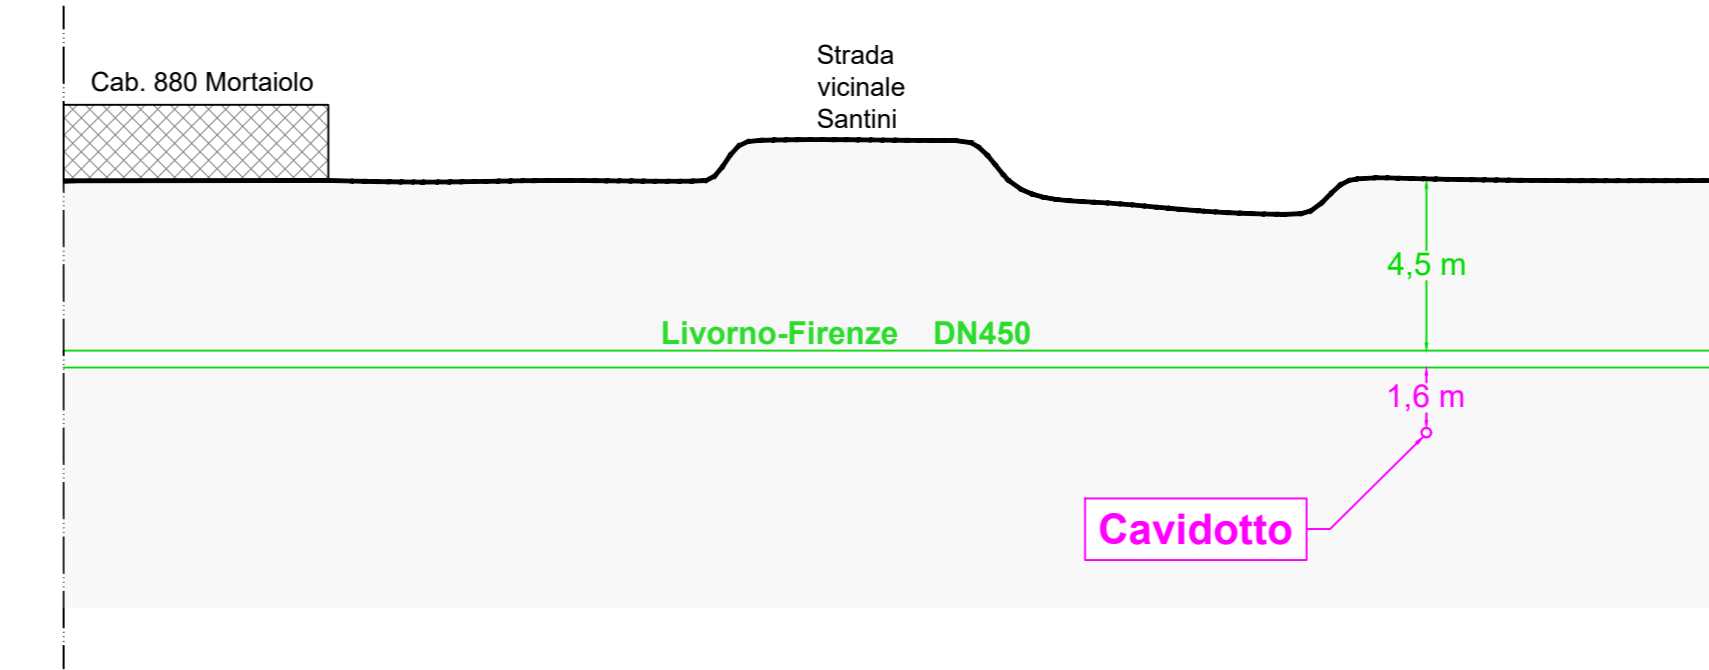 Cab. 880 Mortaiolo
Strada
vicinale
Santini
4,5 m
Livorno-Firenze DN450
1,6 m
Cavidotto